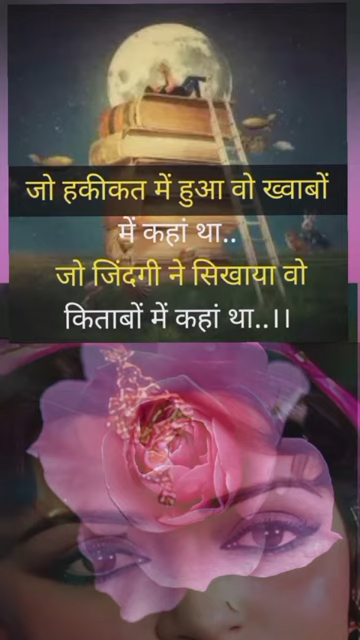 जो हकीकत में हुआ वो ख्वाबों
में कहां था..
जो जिंदगी ने सिखाया वो
किताबों में कहां था..।।